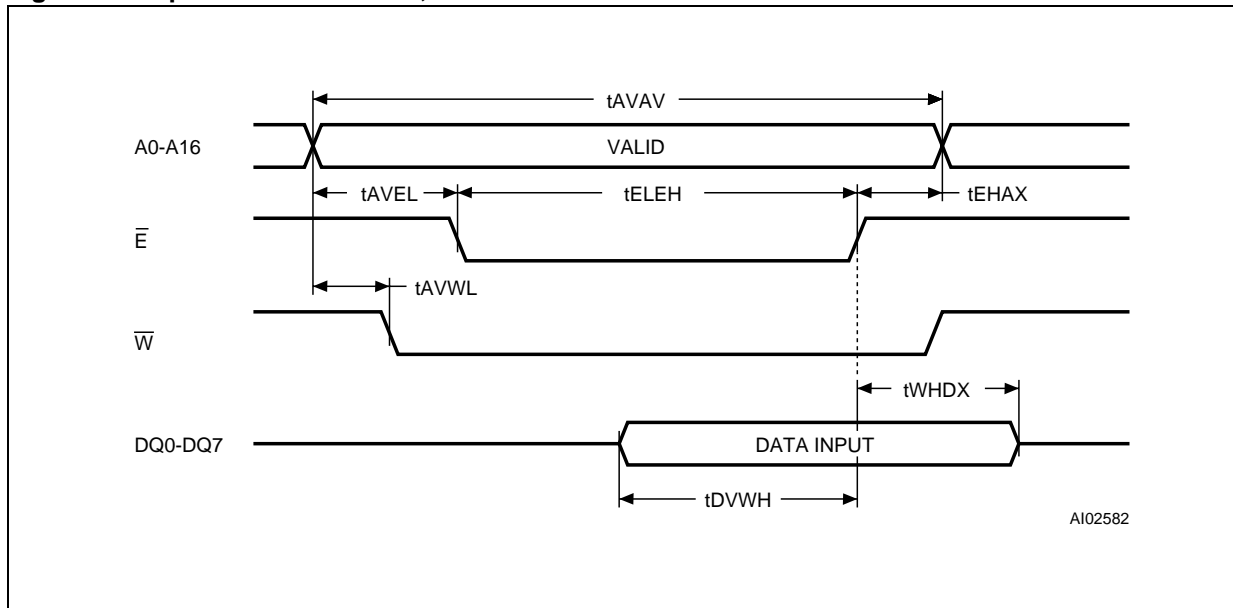 tAVAV
A0-A16
VALID
tAVEL
tELEH
tEHAX
E̅
tAVWL
W̅
tWHDX
DQ0-DQ7
DATA INPUT
tDVWH
AI02582